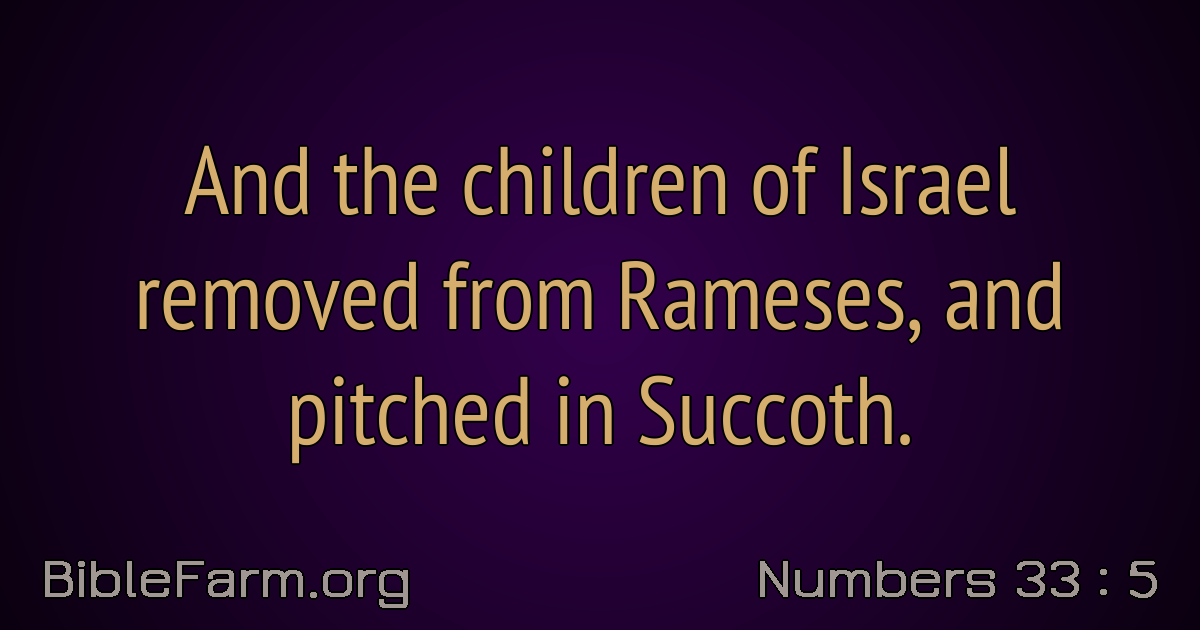 And the children of Israel
removed from Rameses, and
pitched in Succoth.
BibleFarm.org
Numbers 33 : 5